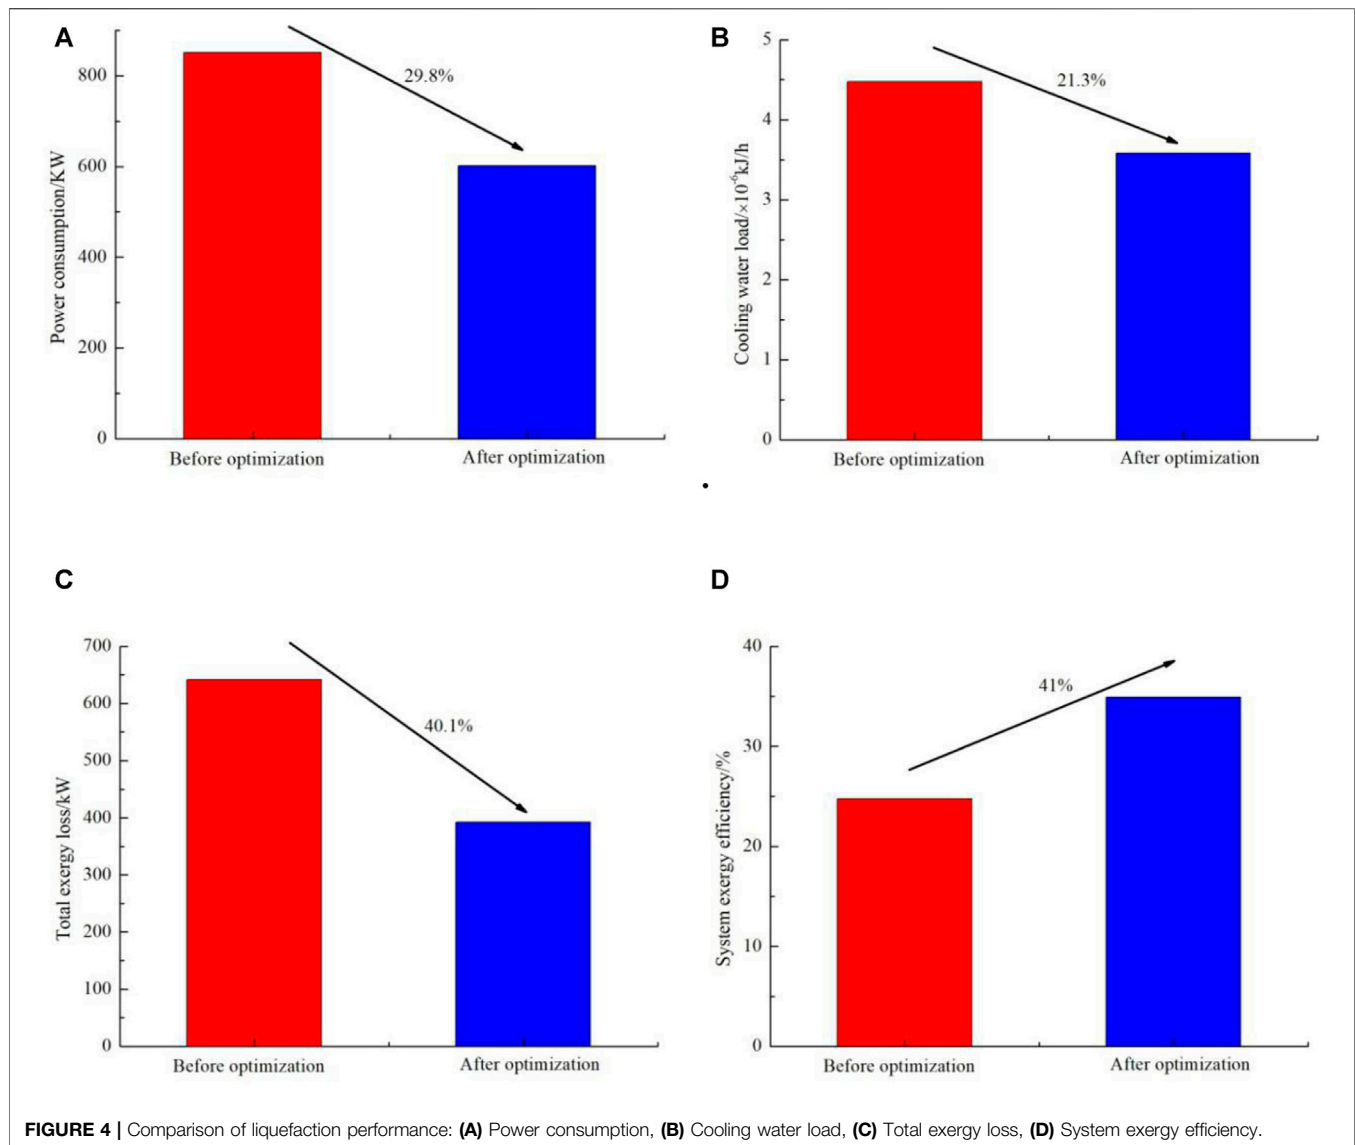 A
800
600
400
200
0
Power consumption/KW
29.8%
Before optimization
After optimization
B
5
4
3
2
1
0
Cooling water load/×10⁻⁶kJ/h
21.3%
Before optimization
After optimization
C
700
600
500
400
300
200
100
0
Total exergy loss/kW
40.1%
Before optimization
After optimization
D
40
30
20
10
0
System exergy efficiency/%
41%
Before optimization
After optimization
FIGURE 4 | Comparison of liquefaction performance: (A) Power consumption, (B) Cooling water load, (C) Total exergy loss, (D) System exergy efficiency.